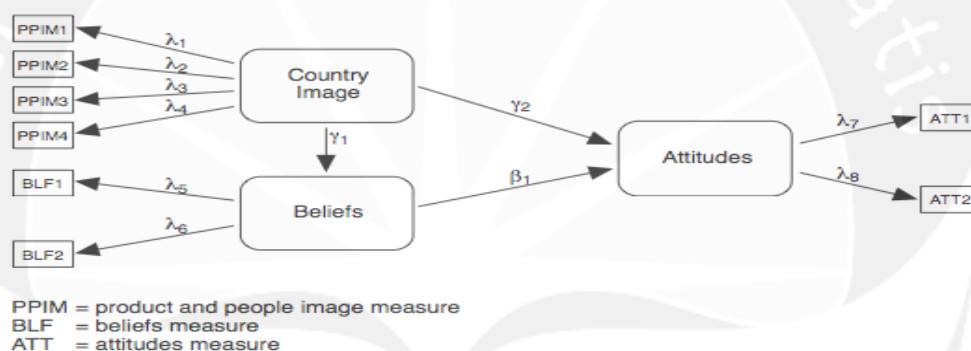 PPIM1
λ1
PPIM2
λ2
PPIM3
λ3
PPIM4
λ4
Country
Image
γ1
γ2
BLF1
λ5
BLF2
λ6
Beliefs
β1
Attitudes
λ7
ATT1
λ8
ATT2
PPIM = product and people image measure
BLF = beliefs measure
ATT = attitudes measure